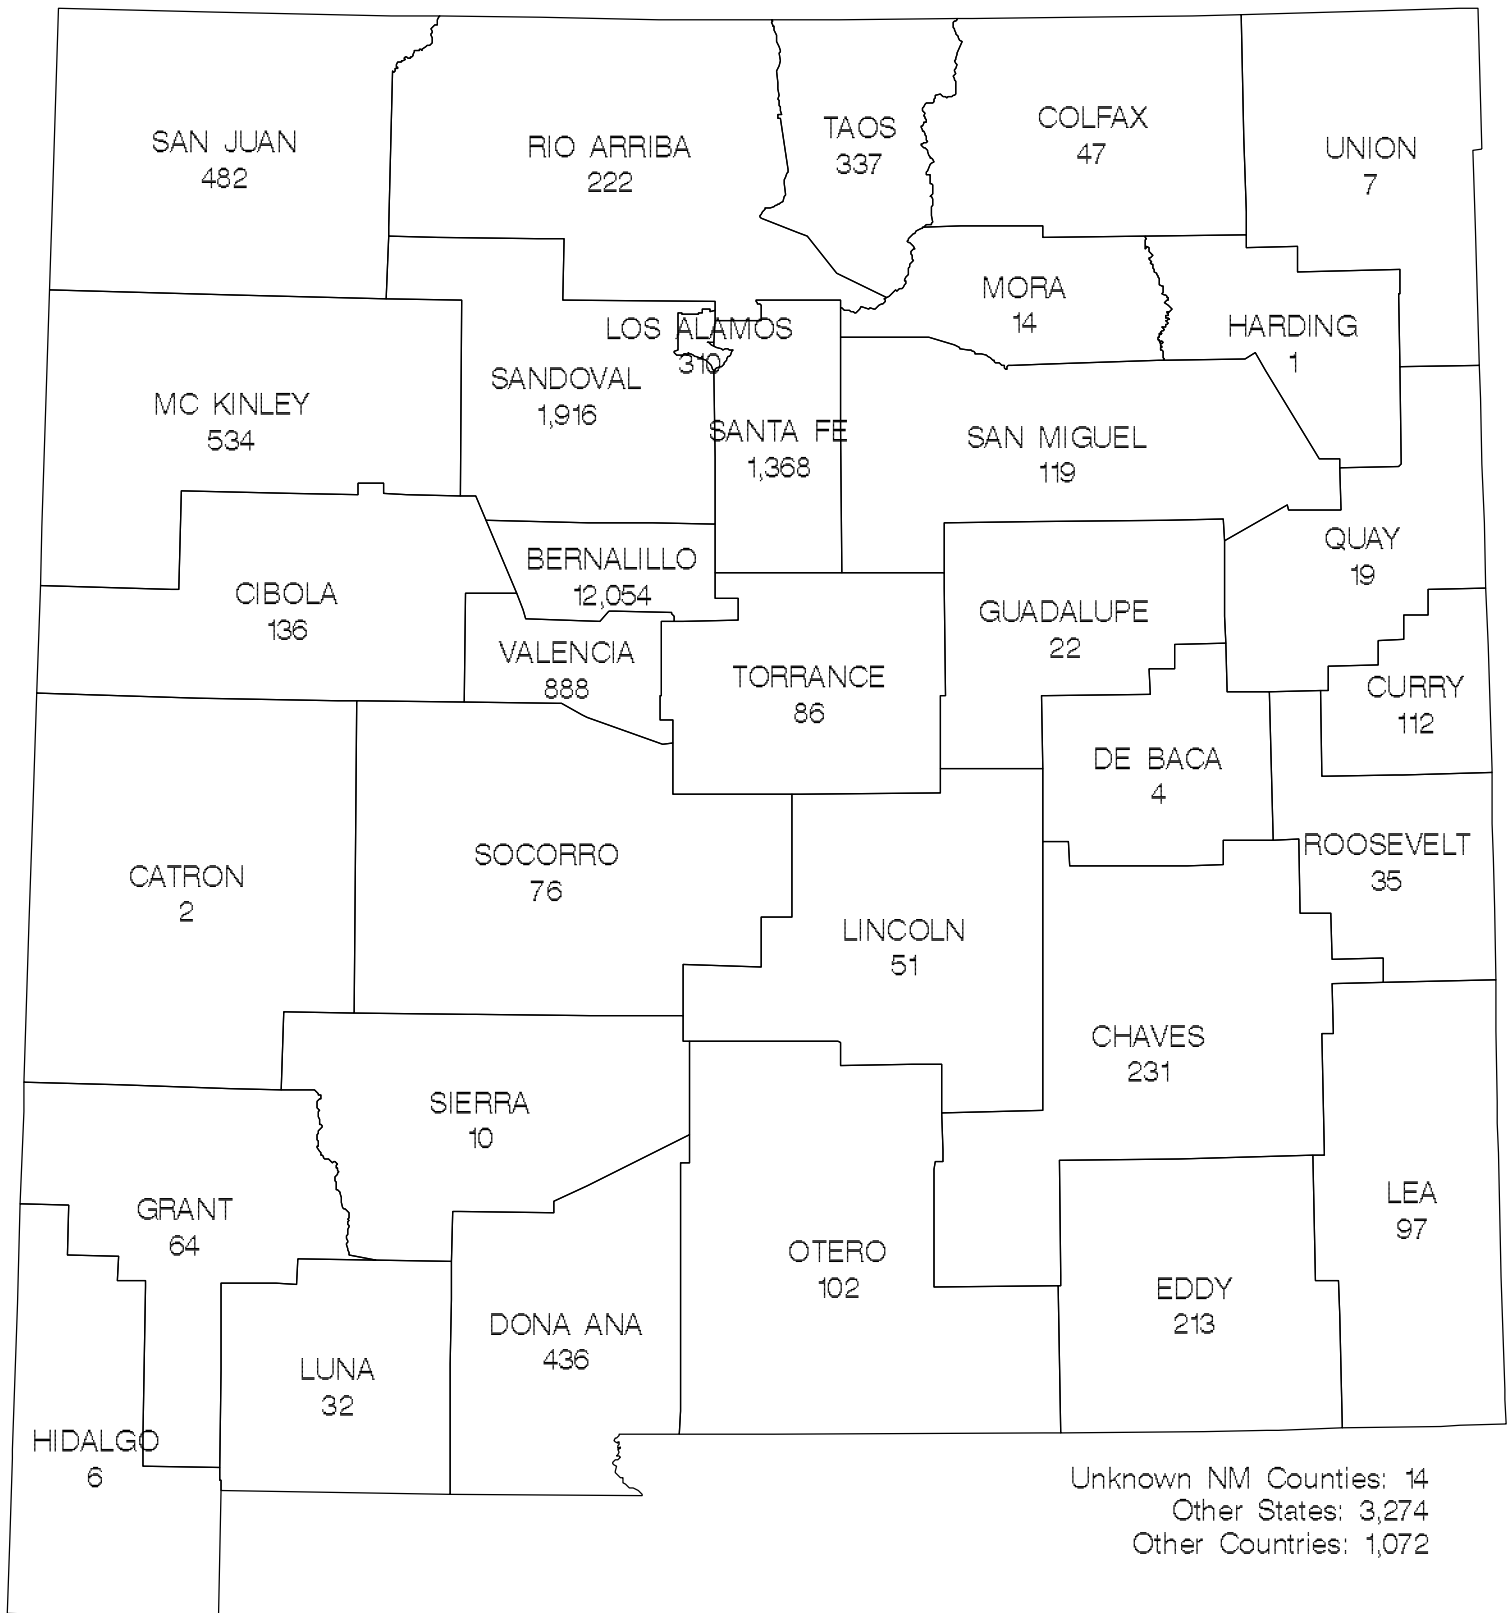 SAN JUAN
482
RIO ARRIBA
222
TAOS
337
COLFAX
47
UNION
7
MORA
14
HARDING
1
LOS ALAMOS
310
SANDOVAL
1,916
MC KINLEY
534
SANTA FE
1,368
SAN MIGUEL
119
QUAY
19
BERNALILLO
12,054
CIBOLA
136
GUADALUPE
22
VALENCIA
888
TORRANCE
86
CURRY
112
DE BACA
4
ROOSEVELT
35
SOCORRO
76
CATRON
2
LINCOLN
51
CHAVES
231
SIERRA
10
GRANT
64
LEA
97
OTERO
102
EDDY
213
DONA ANA
436
LUNA
32
HIDALGO
6
Unknown NM Counties: 14
Other States: 3,274
Other Countries: 1,072